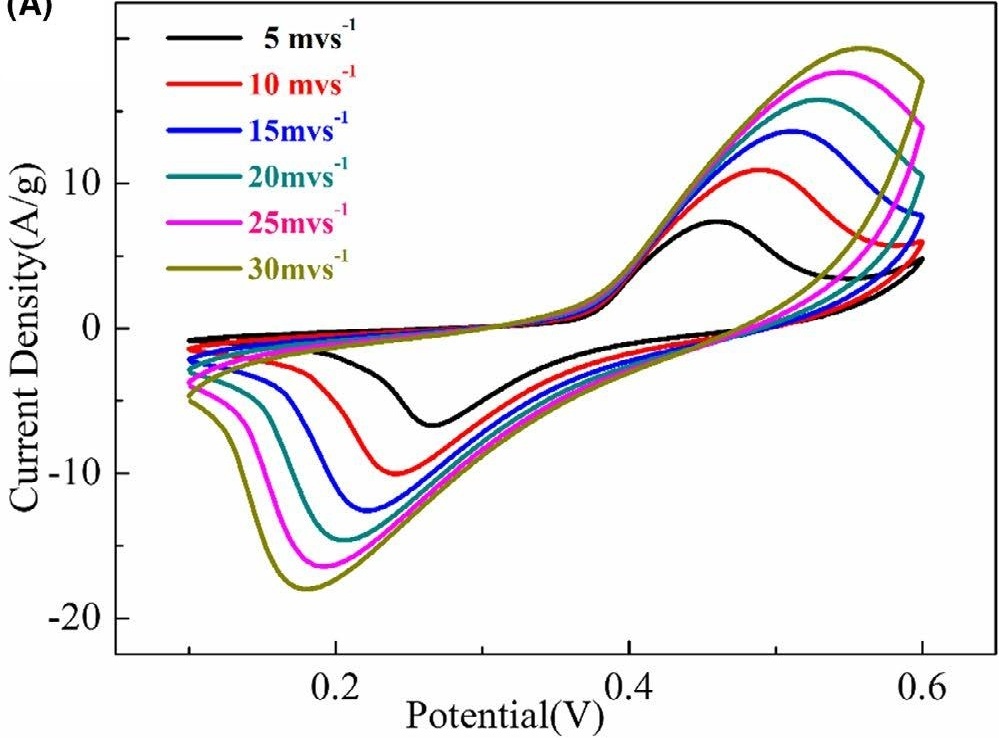 (A)
5 mvs-1
10 mvs-1
15mvs-1
20mvs-1
25mvs-1
30mvs-1
Current Density(A/g)
10
0
-10
-20
0.2
0.4
0.6
Potential(V)